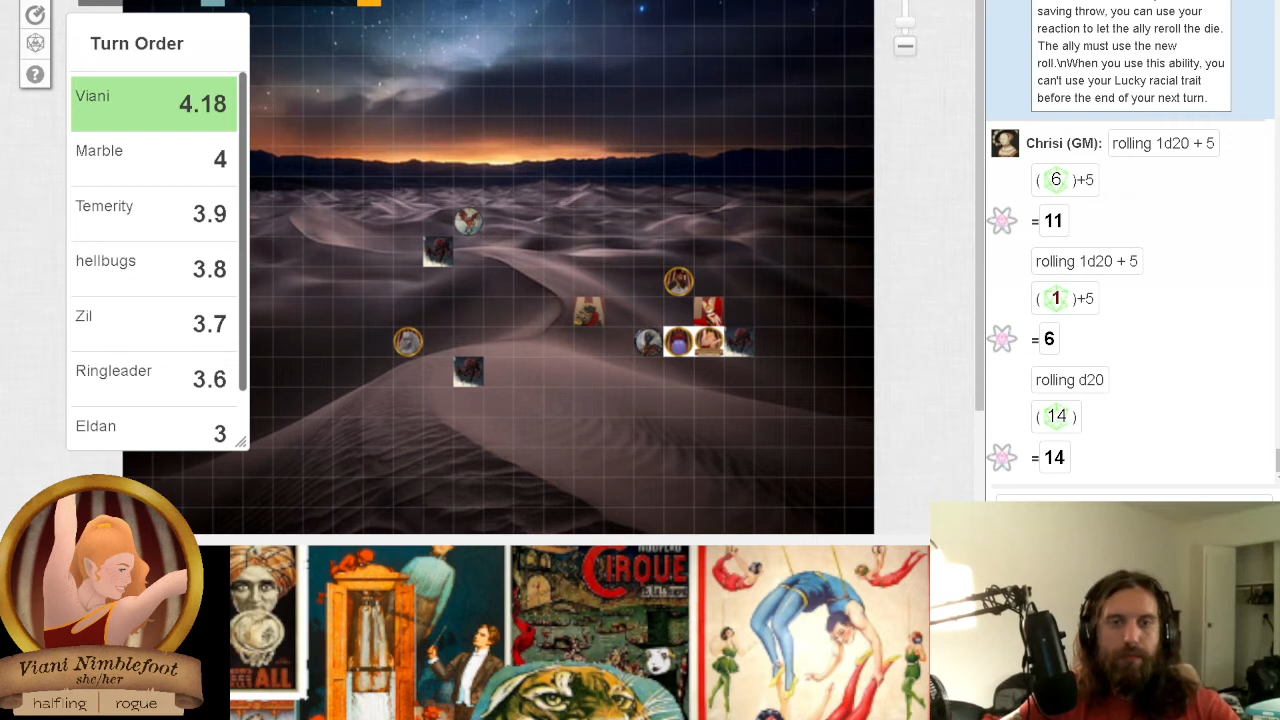 Turn Order
Viani
4.18
Marble
4
Temerity
3.9
hellbugs
3.8
Zil
3.7
Ringleader
3.6
Eldan
3
saving throw, you can use your
reaction to let the ally reroll the die.
The ally must use the new
roll.\nWhen you use this ability, you
can't use your Lucky racial trait
before the end of your next turn.
Chrisi (GM): rolling 1d20 + 5
( 6 )+5
= 11
rolling 1d20 + 5
( 1 )+5
= 6
rolling d20
( 14 )
= 14
CIRQUE
ALL
Viani Nimblefoot
she/her
halfling | rogue